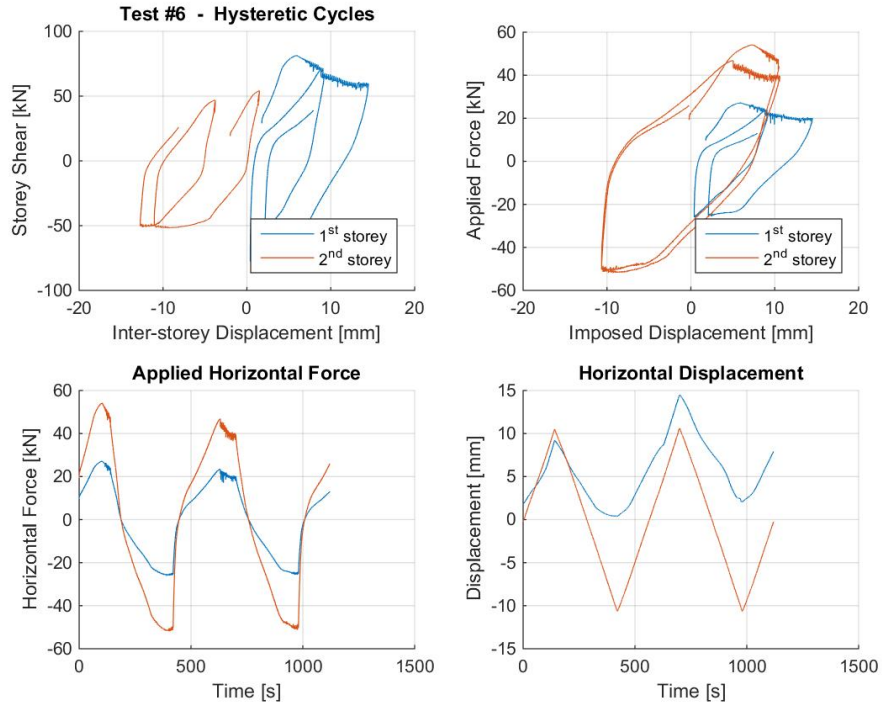 Test #6 - Hysteretic Cycles
100
50
0
-50
-100
Storey Shear [kN]
-20
-10
0
10
20
Inter-storey Displacement [mm]
1st storey
2nd storey
60
40
20
0
-20
-40
-60
Applied Force [kN]
-20
-10
0
10
20
Imposed Displacement [mm]
1st storey
2nd storey
Applied Horizontal Force
60
40
20
0
-20
-40
-60
Horizontal Force [kN]
0
500
1000
1500
Time [s]
Horizontal Displacement
15
10
5
0
-5
-10
-15
Displacement [mm]
0
500
1000
1500
Time [s]